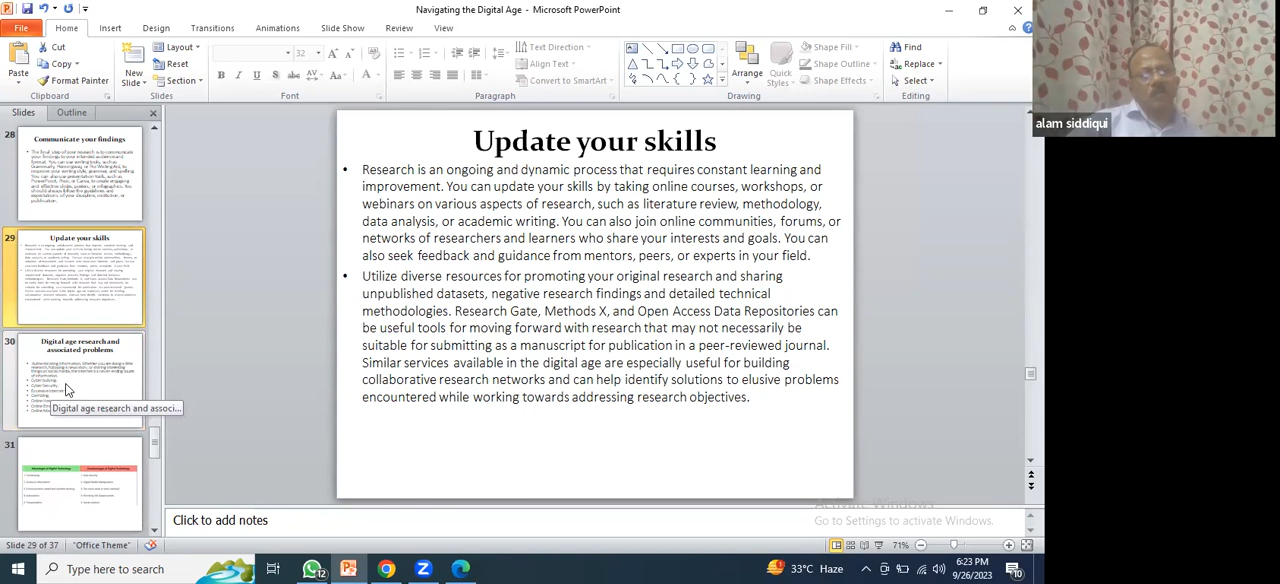 Navigating the Digital Age - Microsoft PowerPoint
File
Home
Insert
Design
Transitions
Animations
Slide Show
Review
View
Paste
Cut
Copy
Format Painter
Clipboard
New
Slide
Layout
Reset
Section
Slides
32
B I U S abc AV Aa A
Font
Text Direction
Align Text
Convert to SmartArt
Paragraph
Arrange
Quick
Styles
Shape Fill
Shape Outline
Shape Effects
Drawing
Find
Replace
Select
Editing
alam siddiqui
Slides
Outline
28
Communicate your findings
29
Update your skills
30
Digital age research and
associated problems
Digital age research and associ...
31
Update your skills
• Research is an ongoing and dynamic process that requires constant learning and
improvement. You can update your skills by taking online courses, workshops, or
webinars on various aspects of research, such as literature review, methodology,
data analysis, or academic writing. You can also join online communities, forums, or
networks of researchers and learners who share your interests and goals. You can
also seek feedback and guidance from mentors, peers, or experts in your field.
• Utilize diverse resources for presenting your original research and sharing
unpublished datasets, negative research findings and detailed technical
methodologies. Research Gate, Methods X, and Open Access Data Repositories can
be useful tools for moving forward with research that may not necessarily be
suitable for submitting as a manuscript for publication in a peer-reviewed journal.
Similar services available in the digital age are especially useful for building
collaborative research networks and can help identify solutions to elusive problems
encountered while working towards addressing research objectives.
Activate Windows
Go to Settings to activate Windows.
Click to add notes
Slide 29 of 37
"Office Theme"
71%
Type here to search
12
33°C Haze
6:23 PM
9/26/2023
10